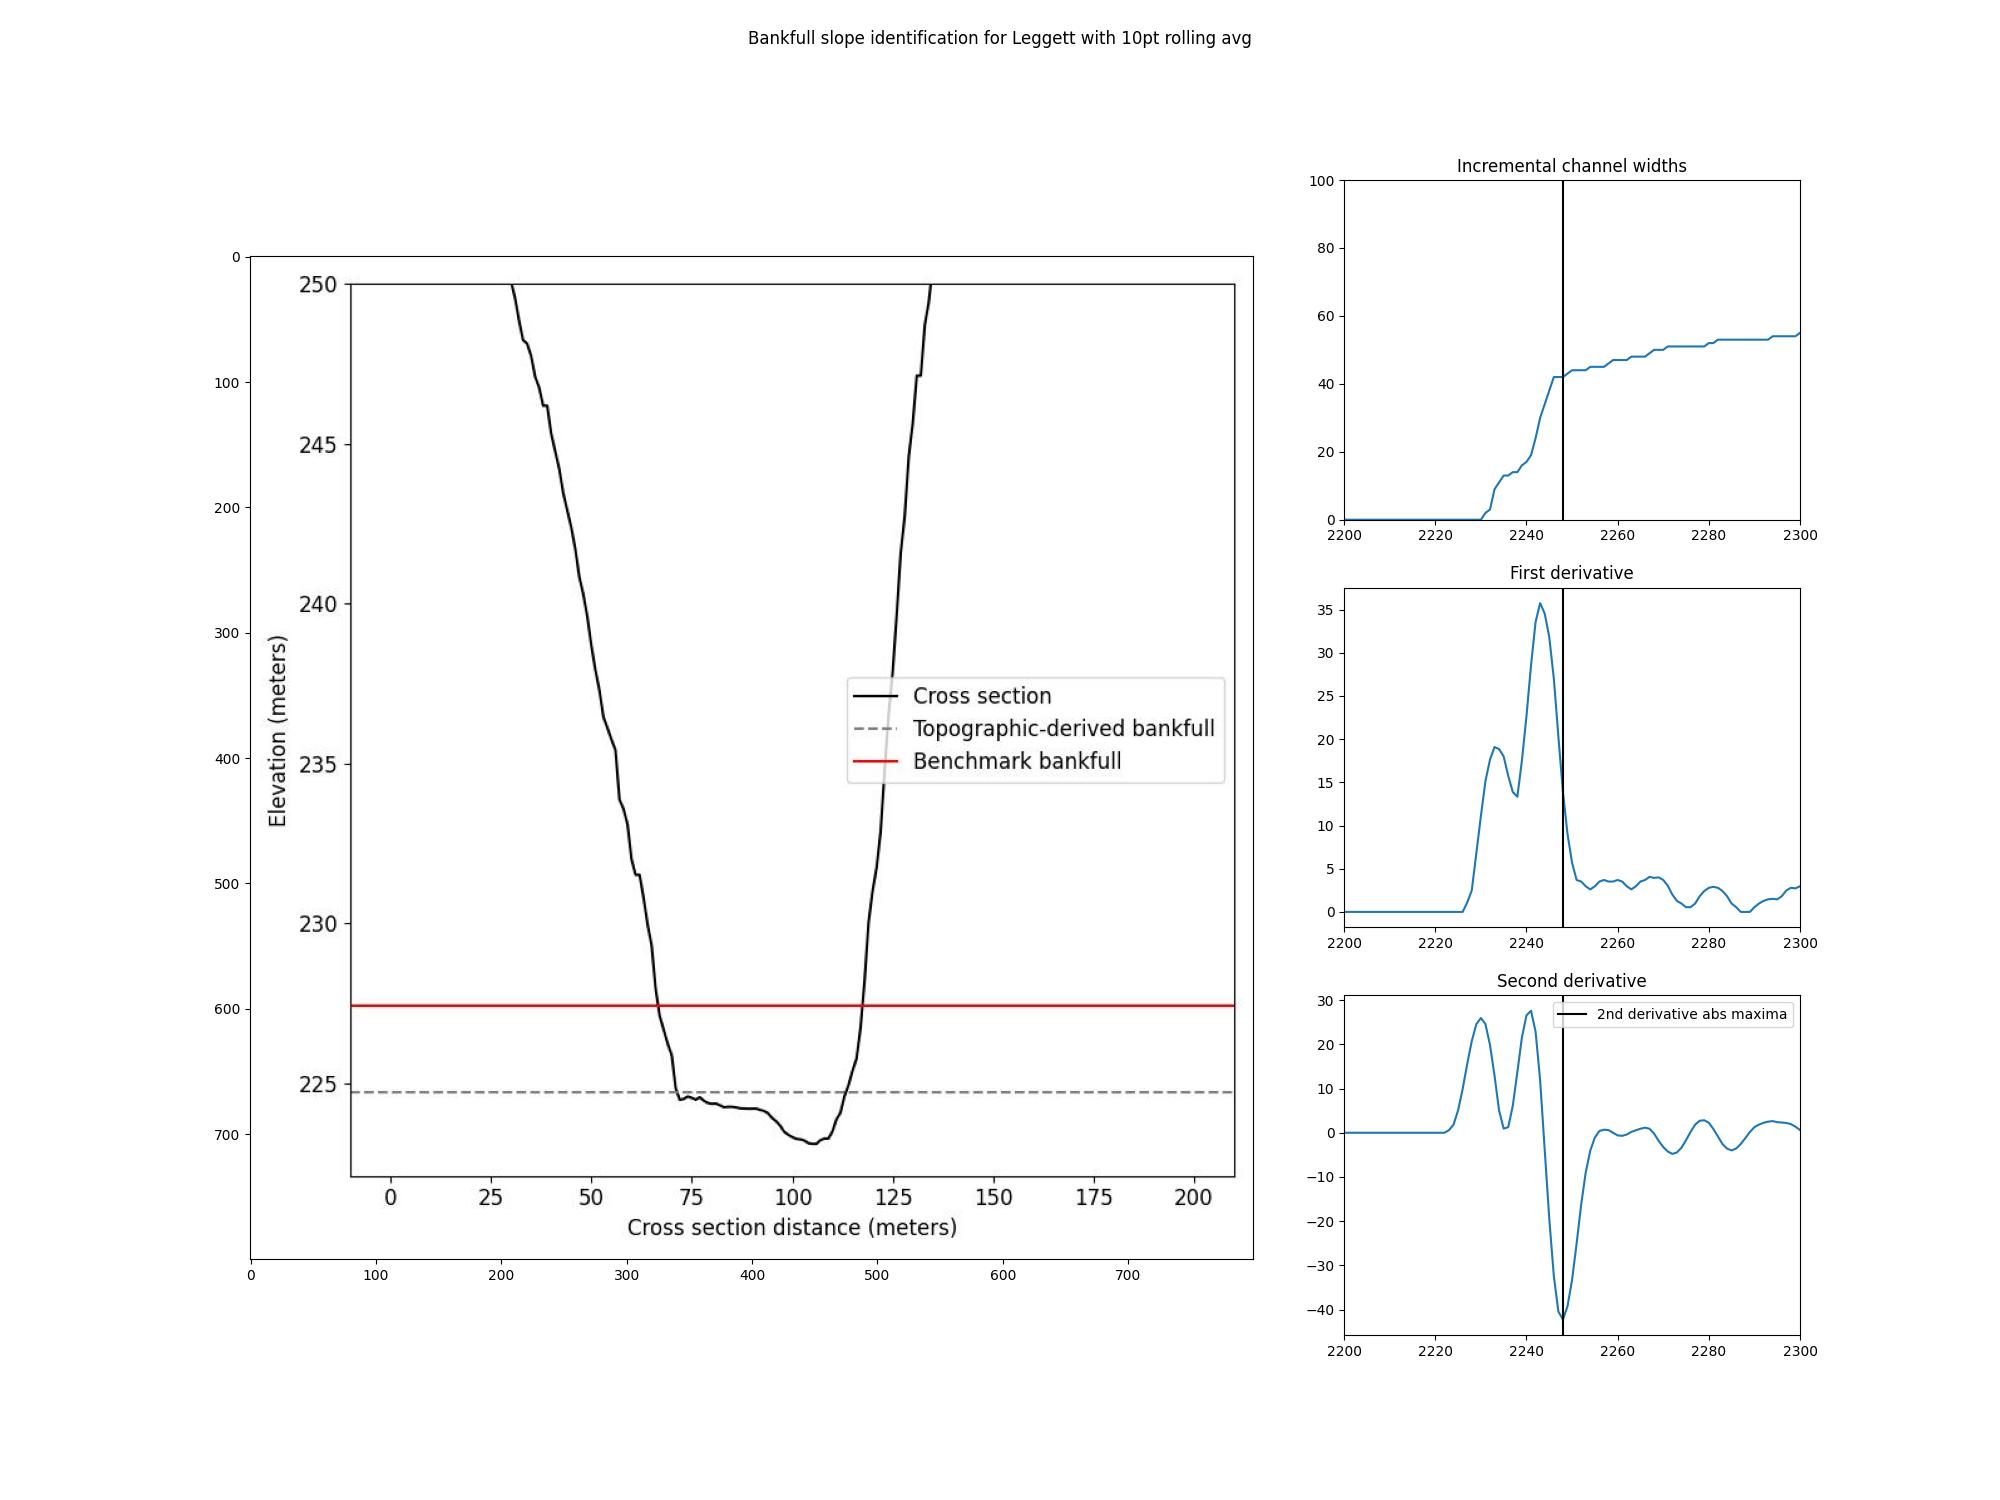 Bankfull slope identification for Leggett with 10pt rolling avg
0
100
200
300
400
500
600
700
250
245
240
235
230
225
Elevation (meters)
Cross section
Topographic-derived bankfull
Benchmark bankfull
0 25 50 75 100 125 150 175 200
Cross section distance (meters)
0 100 200 300 400 500 600 700
Incremental channel widths
100
80
60
40
20
0
2200 2220 2240 2260 2280 2300
First derivative
35
30
25
20
15
10
5
0
2200 2220 2240 2260 2280 2300
Second derivative
30
20
10
0
−10
−20
−30
−40
2nd derivative abs maxima
2200 2220 2240 2260 2280 2300